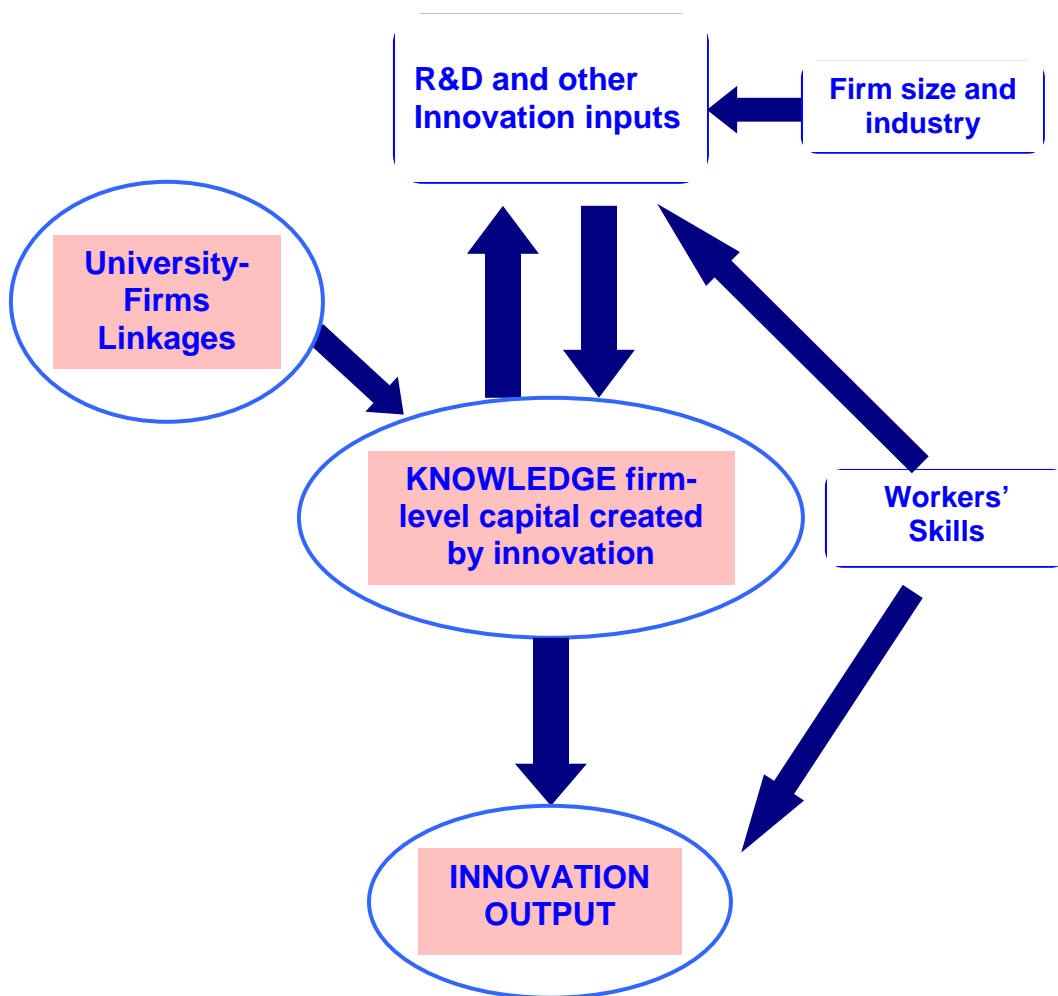 R&D and other
Innovation inputs
Firm size and
industry
University-
Firms
Linkages
KNOWLEDGE firm-
level capital created
by innovation
Workers’
Skills
INNOVATION
OUTPUT